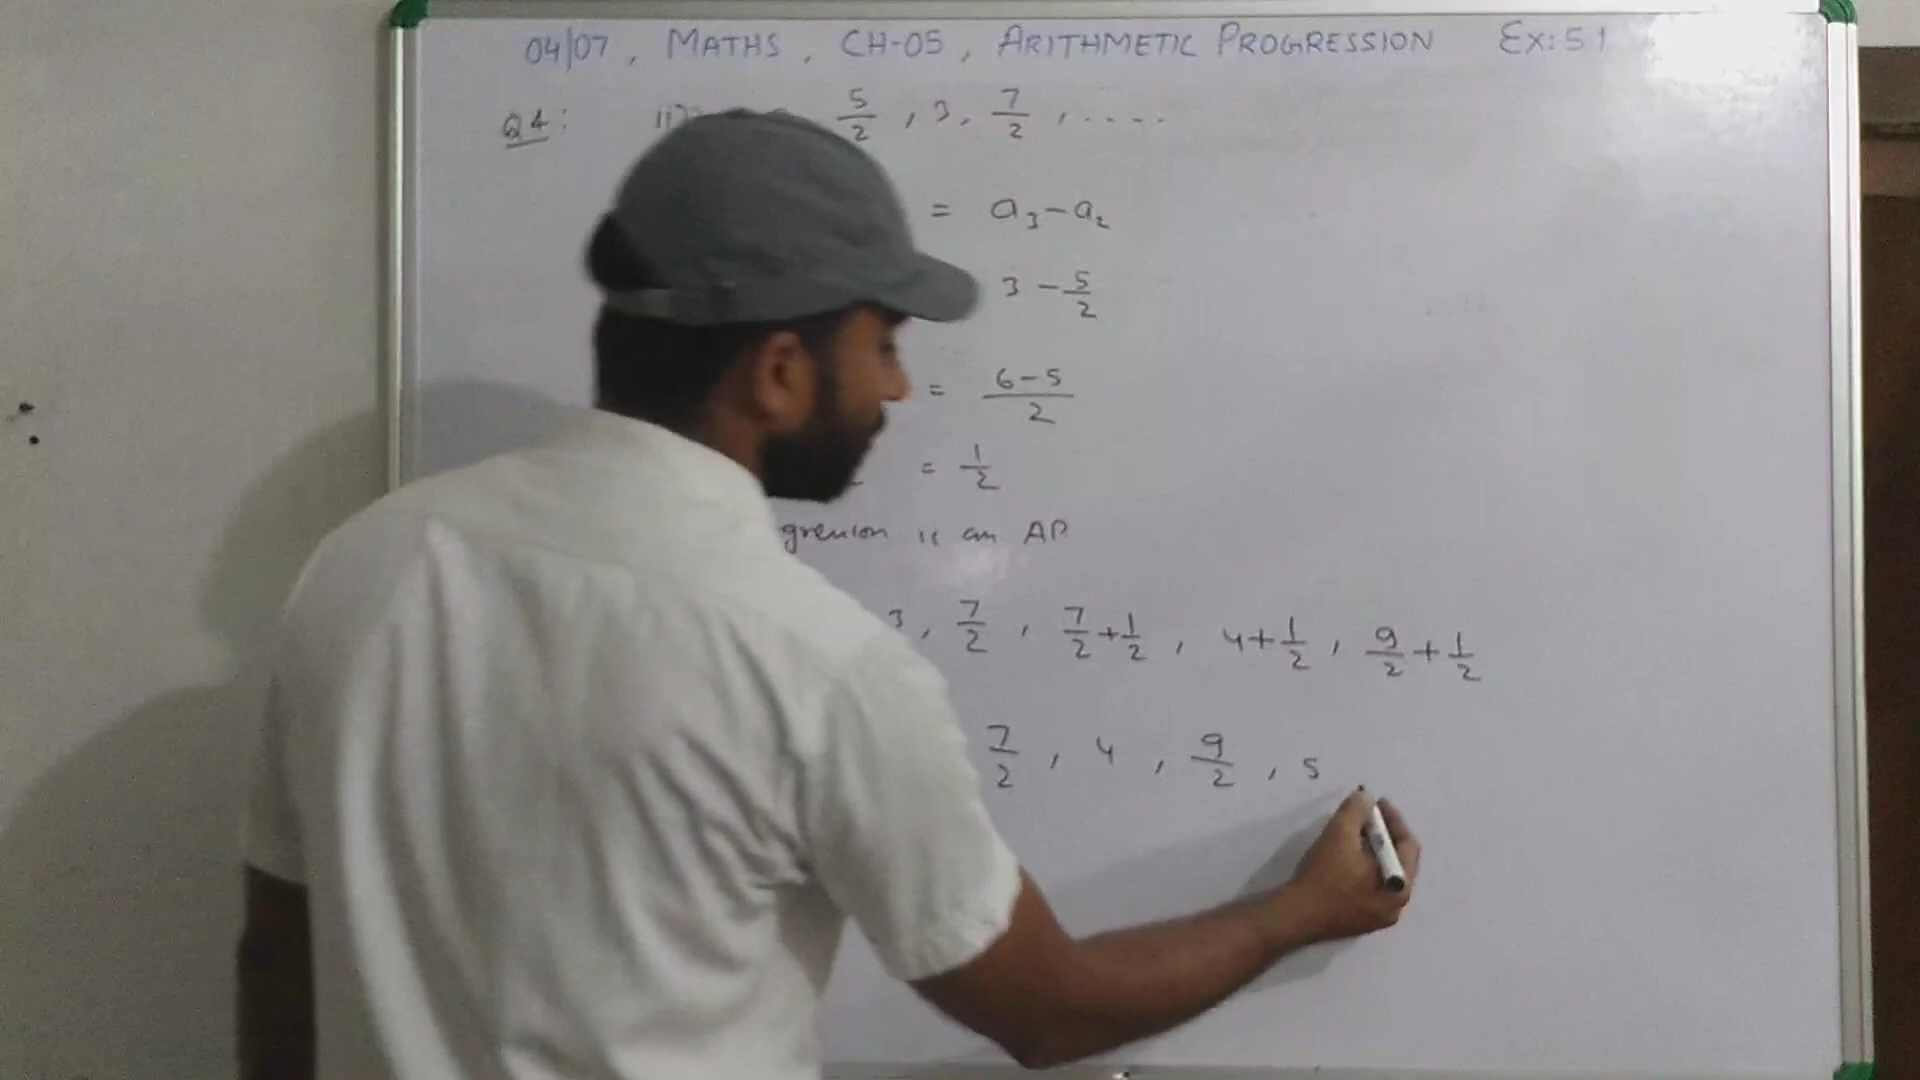 04/07, MATHS, CH-05, ARITHMETIC PROGRESSION Ex: 5.1
Q4: ii) 5/2, 3, 7/2, ....
= a₃-a₂
3 - 5/2
= (6-5)/2
= 1/2
is an AP
3, 7/2, 7/2+1/2, 4+1/2, 9/2+1/2
7/2, 4, 9/2, 5